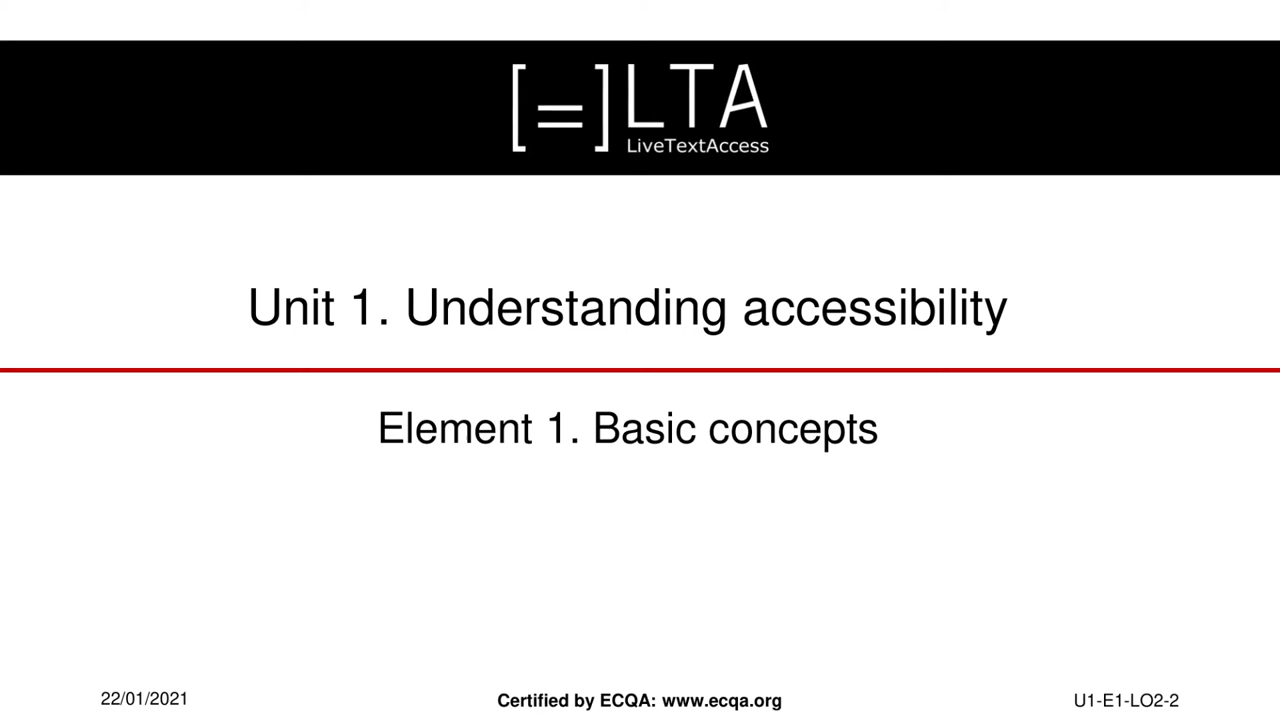 [=] LTA
LiveTextAccess
Unit 1. Understanding accessibility
Element 1. Basic concepts
22/01/2021
Certified by ECQA: www.ecqa.org
U1-E1-LO2-2